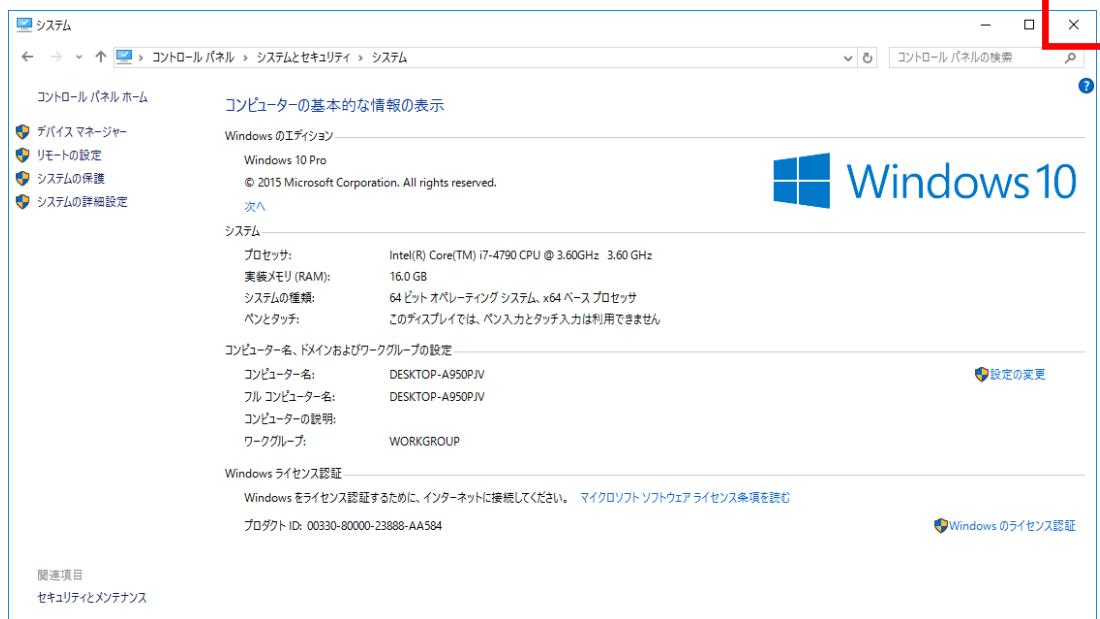 システム
コントロール パネル › システムとセキュリティ › システム
コントロール パネルの検索
コントロール パネル ホーム
デバイス マネージャー
リモートの設定
システムの保護
システムの詳細設定
コンピューターの基本的な情報の表示
Windows のエディション
Windows 10 Pro
© 2015 Microsoft Corporation. All rights reserved.
次へ
Windows 10
システム
プロセッサ: Intel(R) Core(TM) i7-4790 CPU @ 3.60GHz 3.60 GHz
実装メモリ (RAM): 16.0 GB
システムの種類: 64 ビット オペレーティング システム、x64 ベース プロセッサ
ペンとタッチ: このディスプレイでは、ペン入力とタッチ入力は利用できません
コンピューター名、ドメインおよびワークグループの設定
コンピューター名: DESKTOP-A950PJV
設定の変更
フル コンピューター名: DESKTOP-A950PJV
コンピューターの説明:
ワークグループ: WORKGROUP
Windows ライセンス認証
Windows をライセンス認証するために、インターネットに接続してください。 マイクロソフト ソフトウェア ライセンス条項を読む
プロダクト ID: 00330-80000-23888-AA584
Windows のライセンス認証
関連項目
セキュリティとメンテナンス